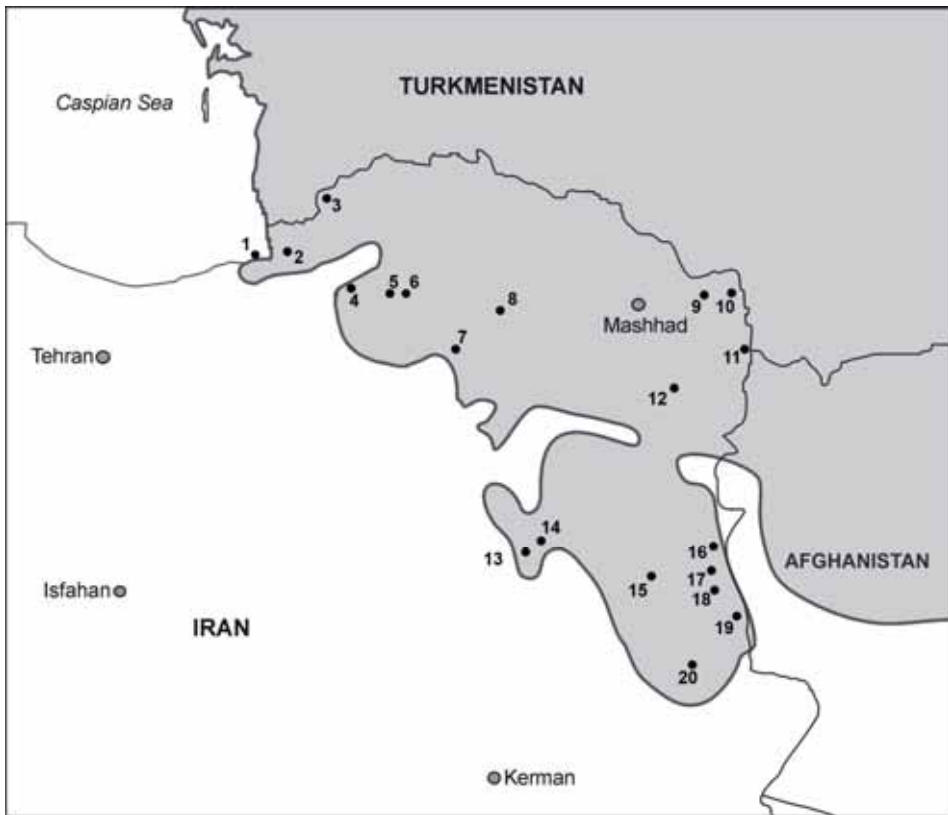 TURKMENISTAN
Caspian Sea
3
1
2
4
5
6
8
9
10
Mashhad
7
11
Tehran
12
14
13
16
AFGHANISTAN
17
15
18
Isfahan
19
IRAN
20
Kerman